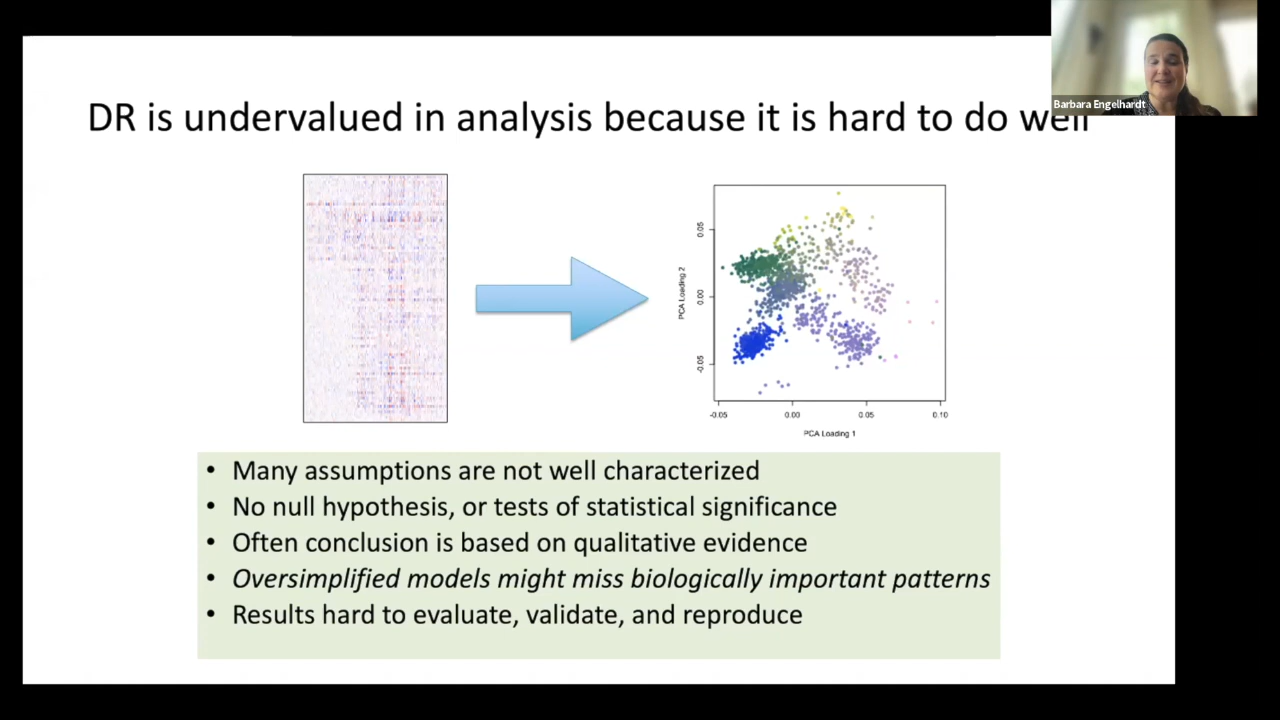 Barbara Engelhardt
DR is undervalued in analysis because it is hard to do well
PCA Loading 2
0.05
0.00
-0.05
-0.05
0.00
0.05
0.10
PCA Loading 1
• Many assumptions are not well characterized
• No null hypothesis, or tests of statistical significance
• Often conclusion is based on qualitative evidence
• Oversimplified models might miss biologically important patterns
• Results hard to evaluate, validate, and reproduce